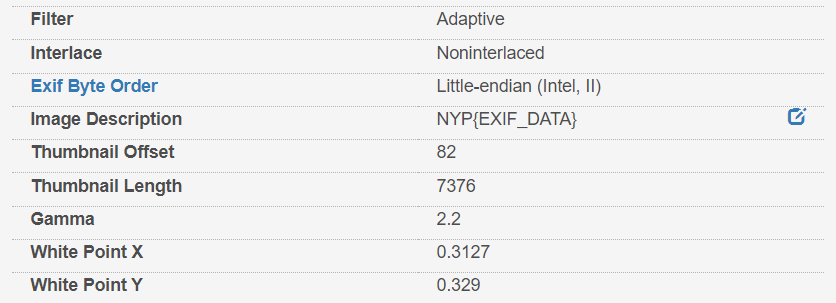 Filter Adaptive
Interlace Noninterlaced
Exif Byte Order Little-endian (Intel, II)
Image Description NYP{EXIF_DATA}
Thumbnail Offset 82
Thumbnail Length 7376
Gamma 2.2
White Point X 0.3127
White Point Y 0.329